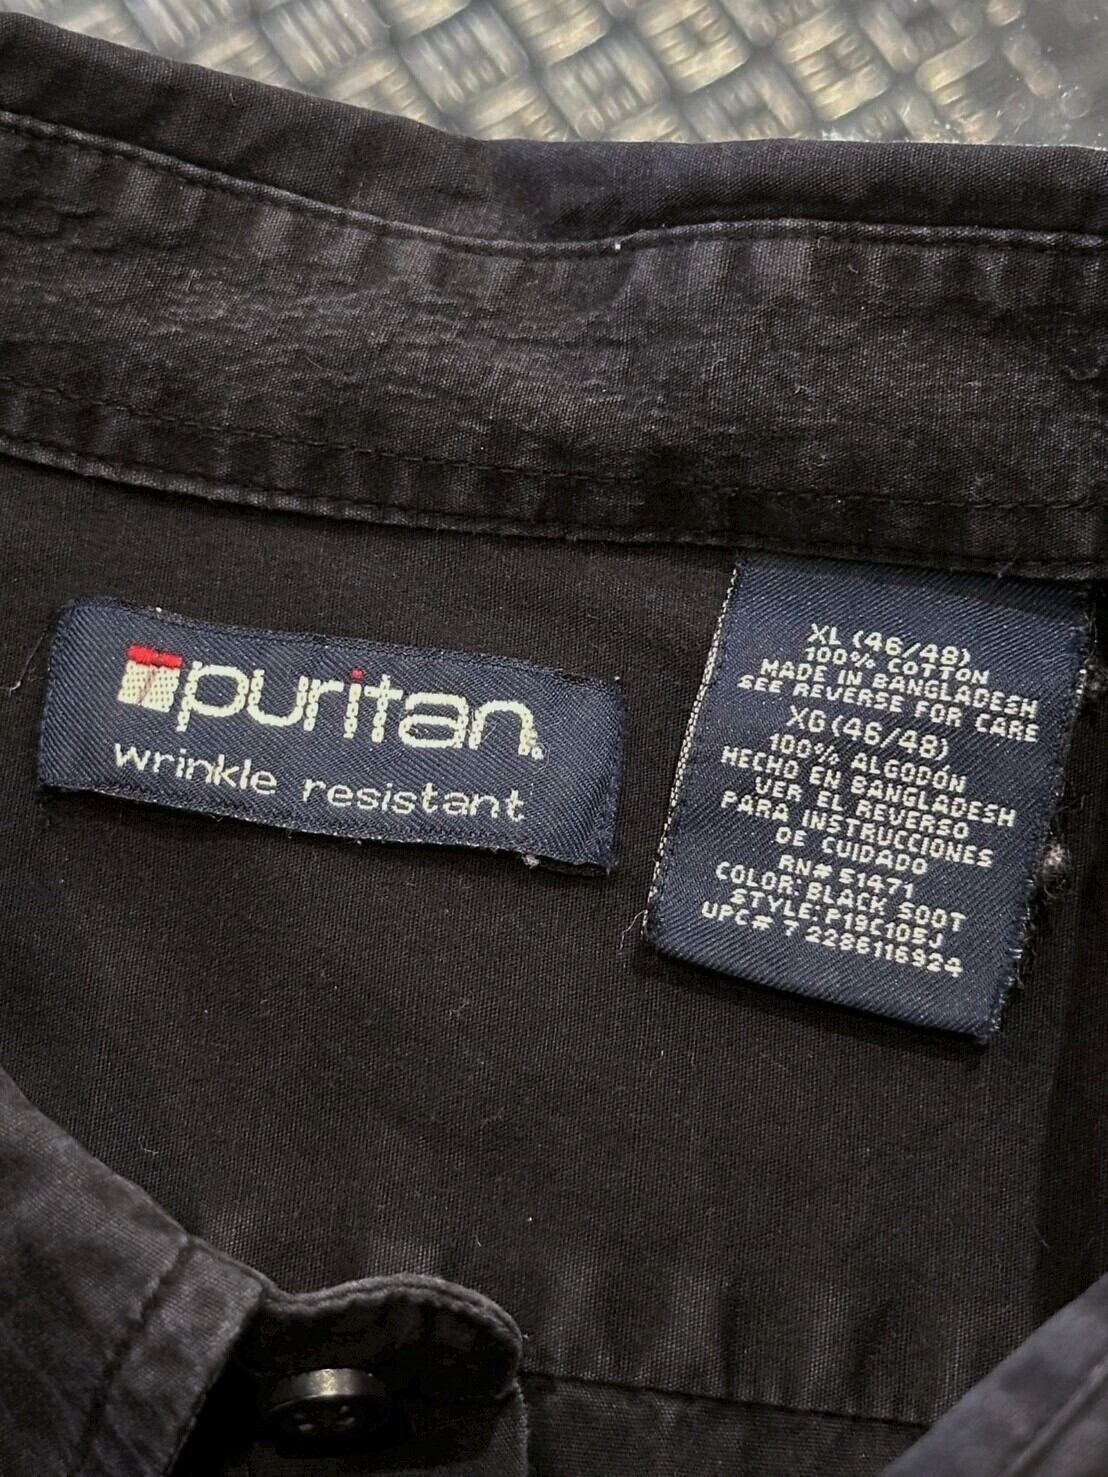 puritan®
wrinkle resistant
XL (46/48)
100% COTTON
MADE IN BANGLADESH
SEE REVERSE FOR CARE
XG (46/48)
100% ALGODÓN
HECHO EN BANGLADESH
VER EL REVERSO
PARA INSTRUCCIONES
DE CUIDADO
RN# 51471
COLOR: BLACK SOOT
STYLE: P19C105J
UPC# 7 2286116924